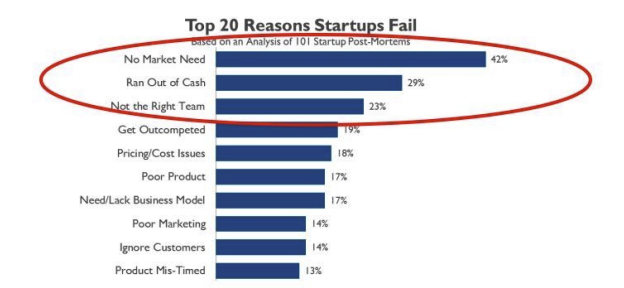 Top 20 Reasons Startups Fail
Based on an Analysis of 101 Startup Post-Mortems
No Market Need 42%
Ran Out of Cash 29%
Not the Right Team 23%
Get Outcompeted 19%
Pricing/Cost Issues 18%
Poor Product 17%
Need/Lack Business Model 17%
Poor Marketing 14%
Ignore Customers 14%
Product Mis-Timed 13%